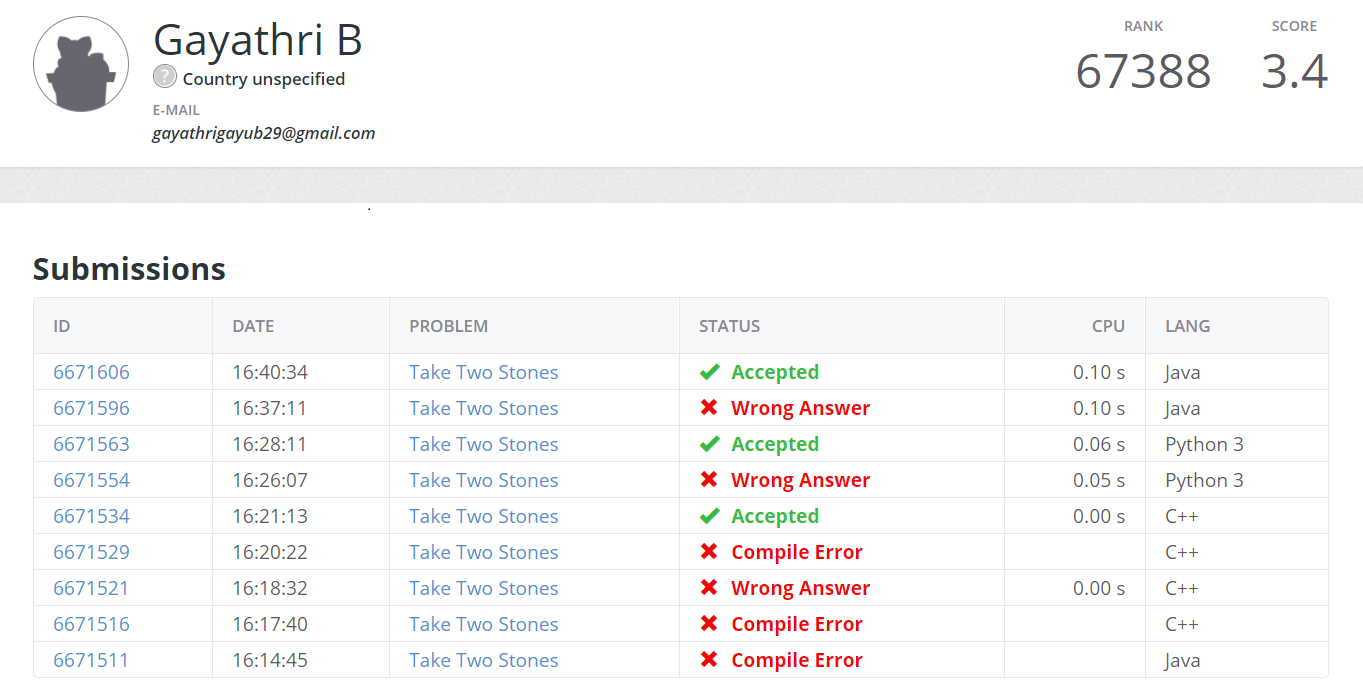 Gayathri B
? Country unspecified
E-MAIL
gayathrigayub29@gmail.com
RANK SCORE
67388 3.4
Submissions
ID DATE PROBLEM STATUS CPU LANG
6671606 16:40:34 Take Two Stones Accepted 0.10 s Java
6671596 16:37:11 Take Two Stones Wrong Answer 0.10 s Java
6671563 16:28:11 Take Two Stones Accepted 0.06 s Python 3
6671554 16:26:07 Take Two Stones Wrong Answer 0.05 s Python 3
6671534 16:21:13 Take Two Stones Accepted 0.00 s C++
6671529 16:20:22 Take Two Stones Compile Error C++
6671521 16:18:32 Take Two Stones Wrong Answer 0.00 s C++
6671516 16:17:40 Take Two Stones Compile Error C++
6671511 16:14:45 Take Two Stones Compile Error Java